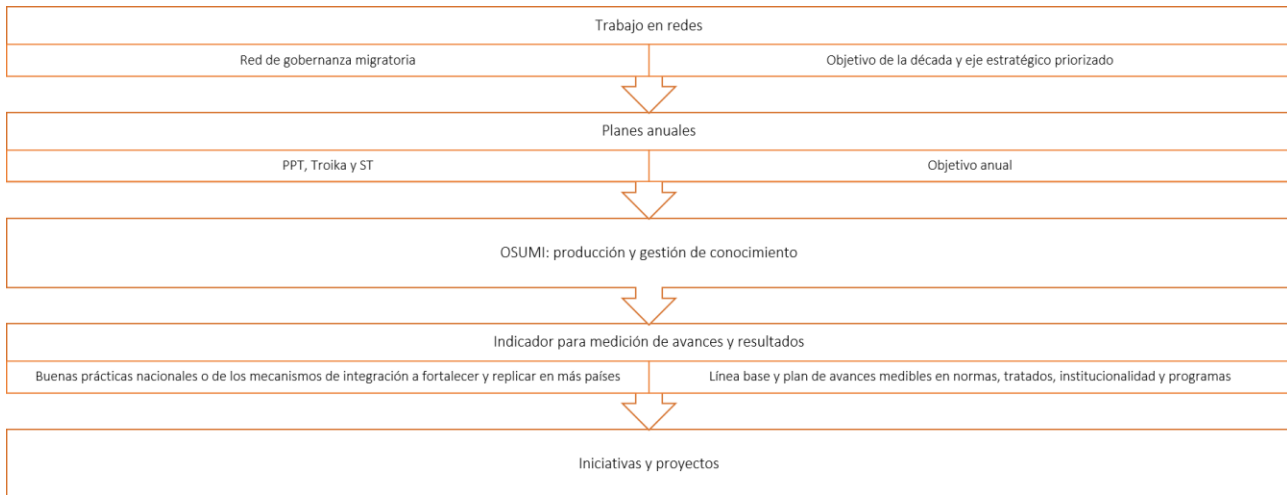 Trabajo en redes
Red de gobernanza migratoria
Objetivo de la década y eje estratégico priorizado
Planes anuales
PPT, Troika y ST
Objetivo anual
OSUMI: producción y gestión de conocimiento
Indicador para medición de avances y resultados
Buenas prácticas nacionales o de los mecanismos de integración a fortalecer y replicar en más países
Línea base y plan de avances medibles en normas, tratados, institucionalidad y programas
Iniciativas y proyectos